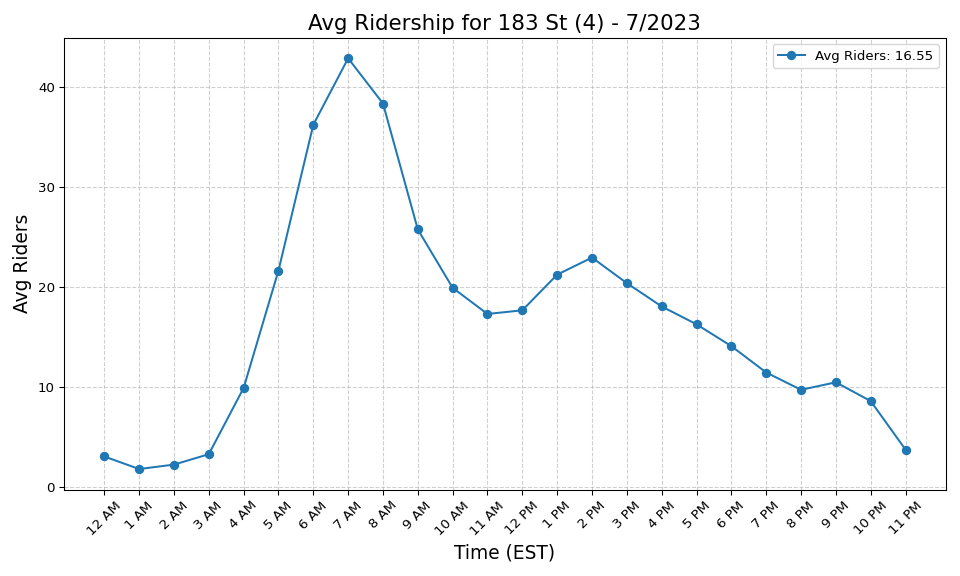 Avg Ridership for 183 St (4) - 7/2023
Avg Riders: 16.55
Avg Riders
40
30
20
10
0
12 AM
1 AM
2 AM
3 AM
4 AM
5 AM
6 AM
7 AM
8 AM
9 AM
10 AM
11 AM
12 PM
1 PM
2 PM
3 PM
4 PM
5 PM
6 PM
7 PM
8 PM
9 PM
10 PM
11 PM
Time (EST)